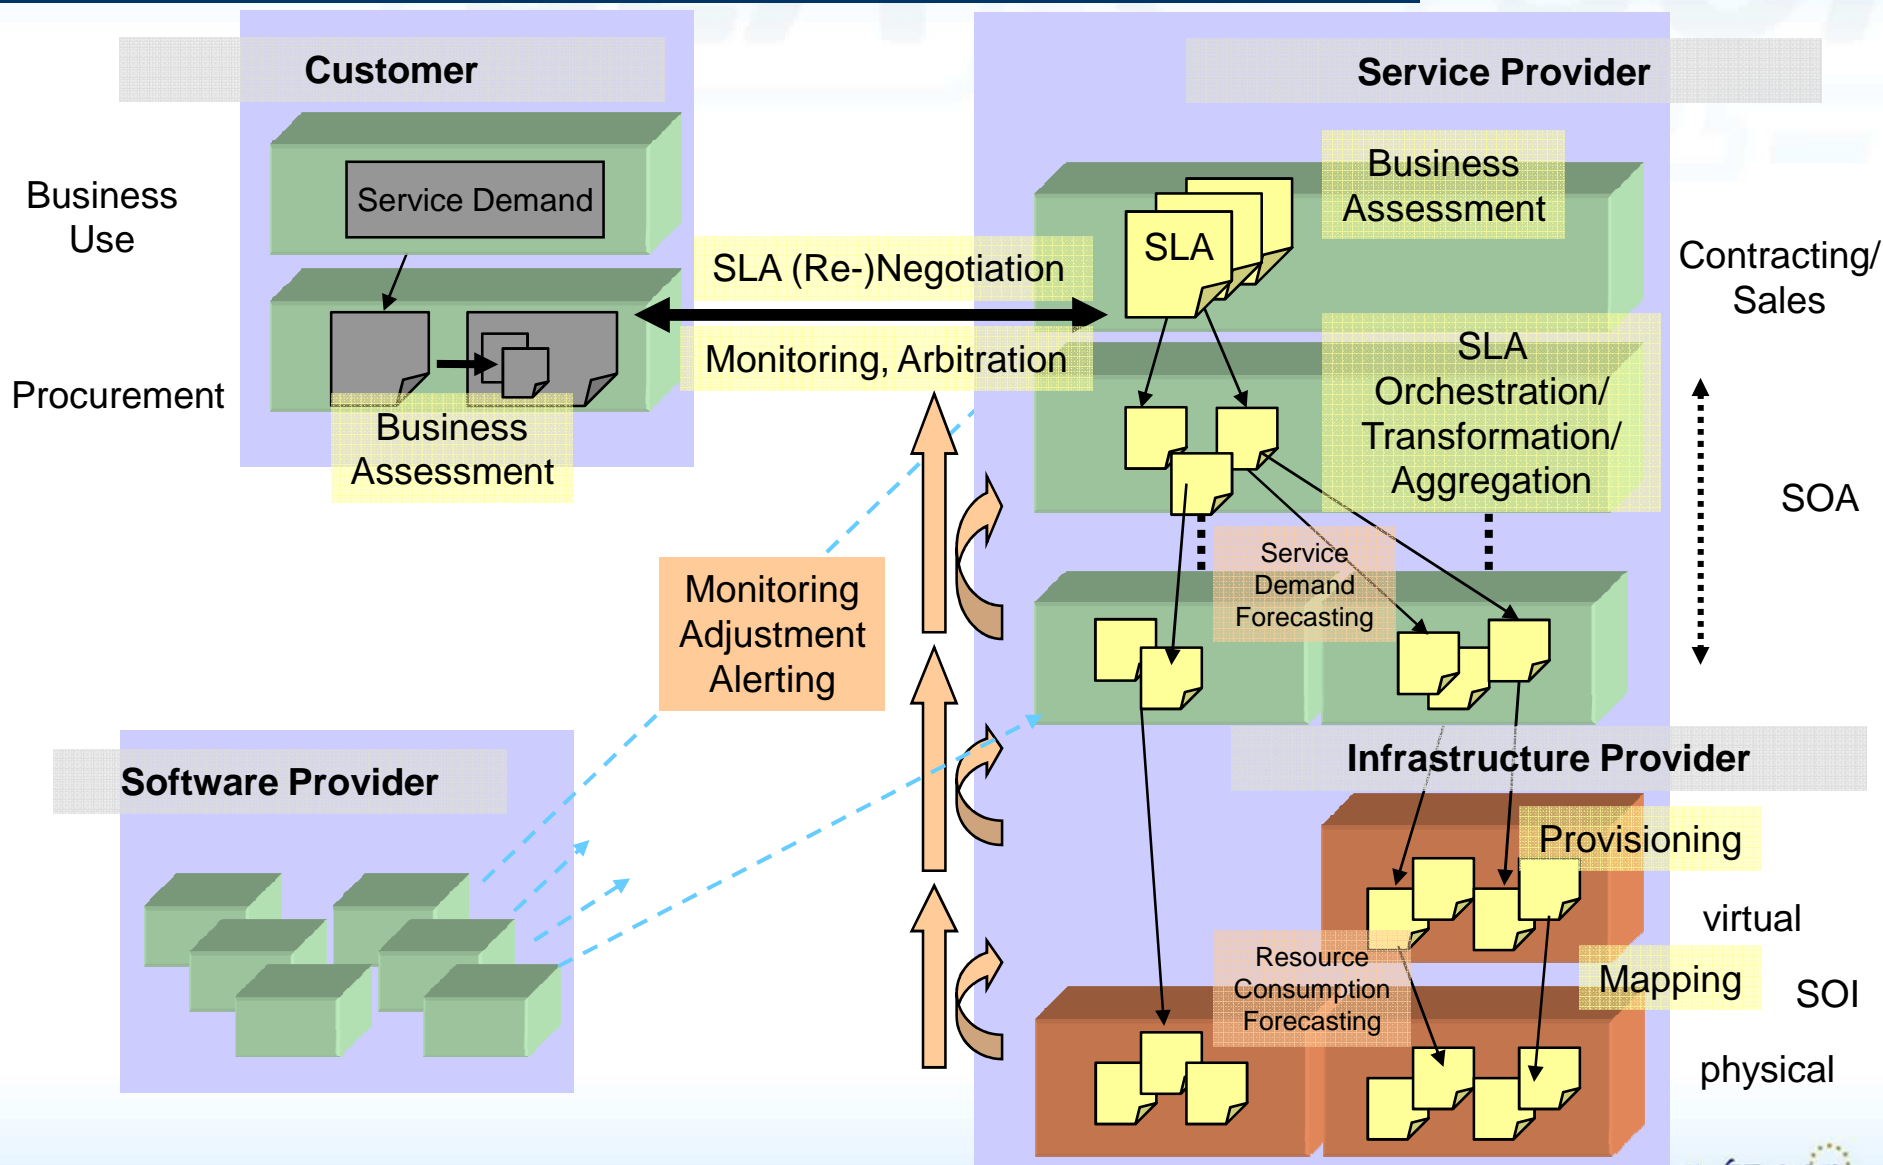 Customer
Service Provider
Business
Use
Service Demand
Procurement
Business
Assessment
SLA (Re-)Negotiation
Monitoring, Arbitration
Business
Assessment
SLA
Contracting/
Sales
SLA
Orchestration/
Transformation/
Aggregation
SOA
Service
Demand
Forecasting
Monitoring
Adjustment
Alerting
Software Provider
Infrastructure Provider
Provisioning
virtual
Mapping
SOI
physical
Resource
Consumption
Forecasting